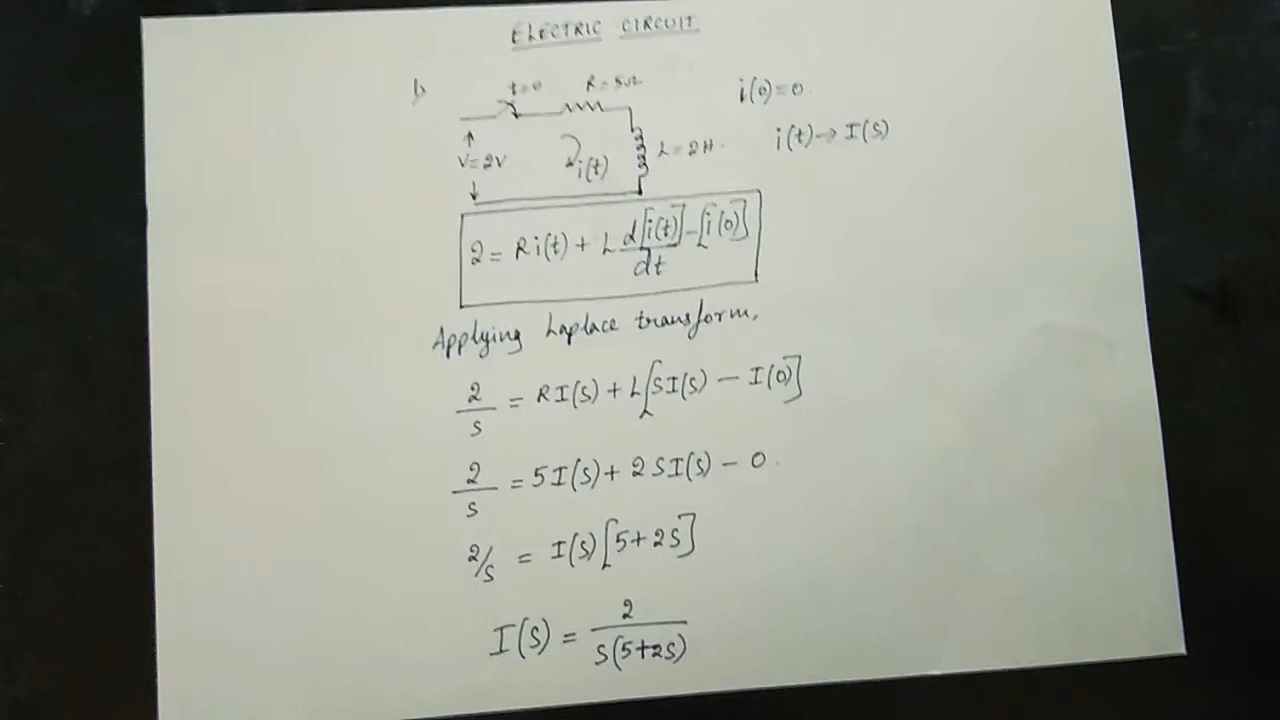 ELECTRIC CIRCUIT
1)
t=0
R=5Ω
i(0)=0
V=2V
i(t)
L=2H
i(t)→I(S)
2 = Ri(t) + L d[i(t)]/dt - [i(0)]
Applying Laplace transform,
2/S = RI(S) + L[SI(S) - I(0)]
2/S = 5I(S) + 2SI(S) - 0
2/S = I(S)[5+2S]
I(S) = 2/S(5+2S)